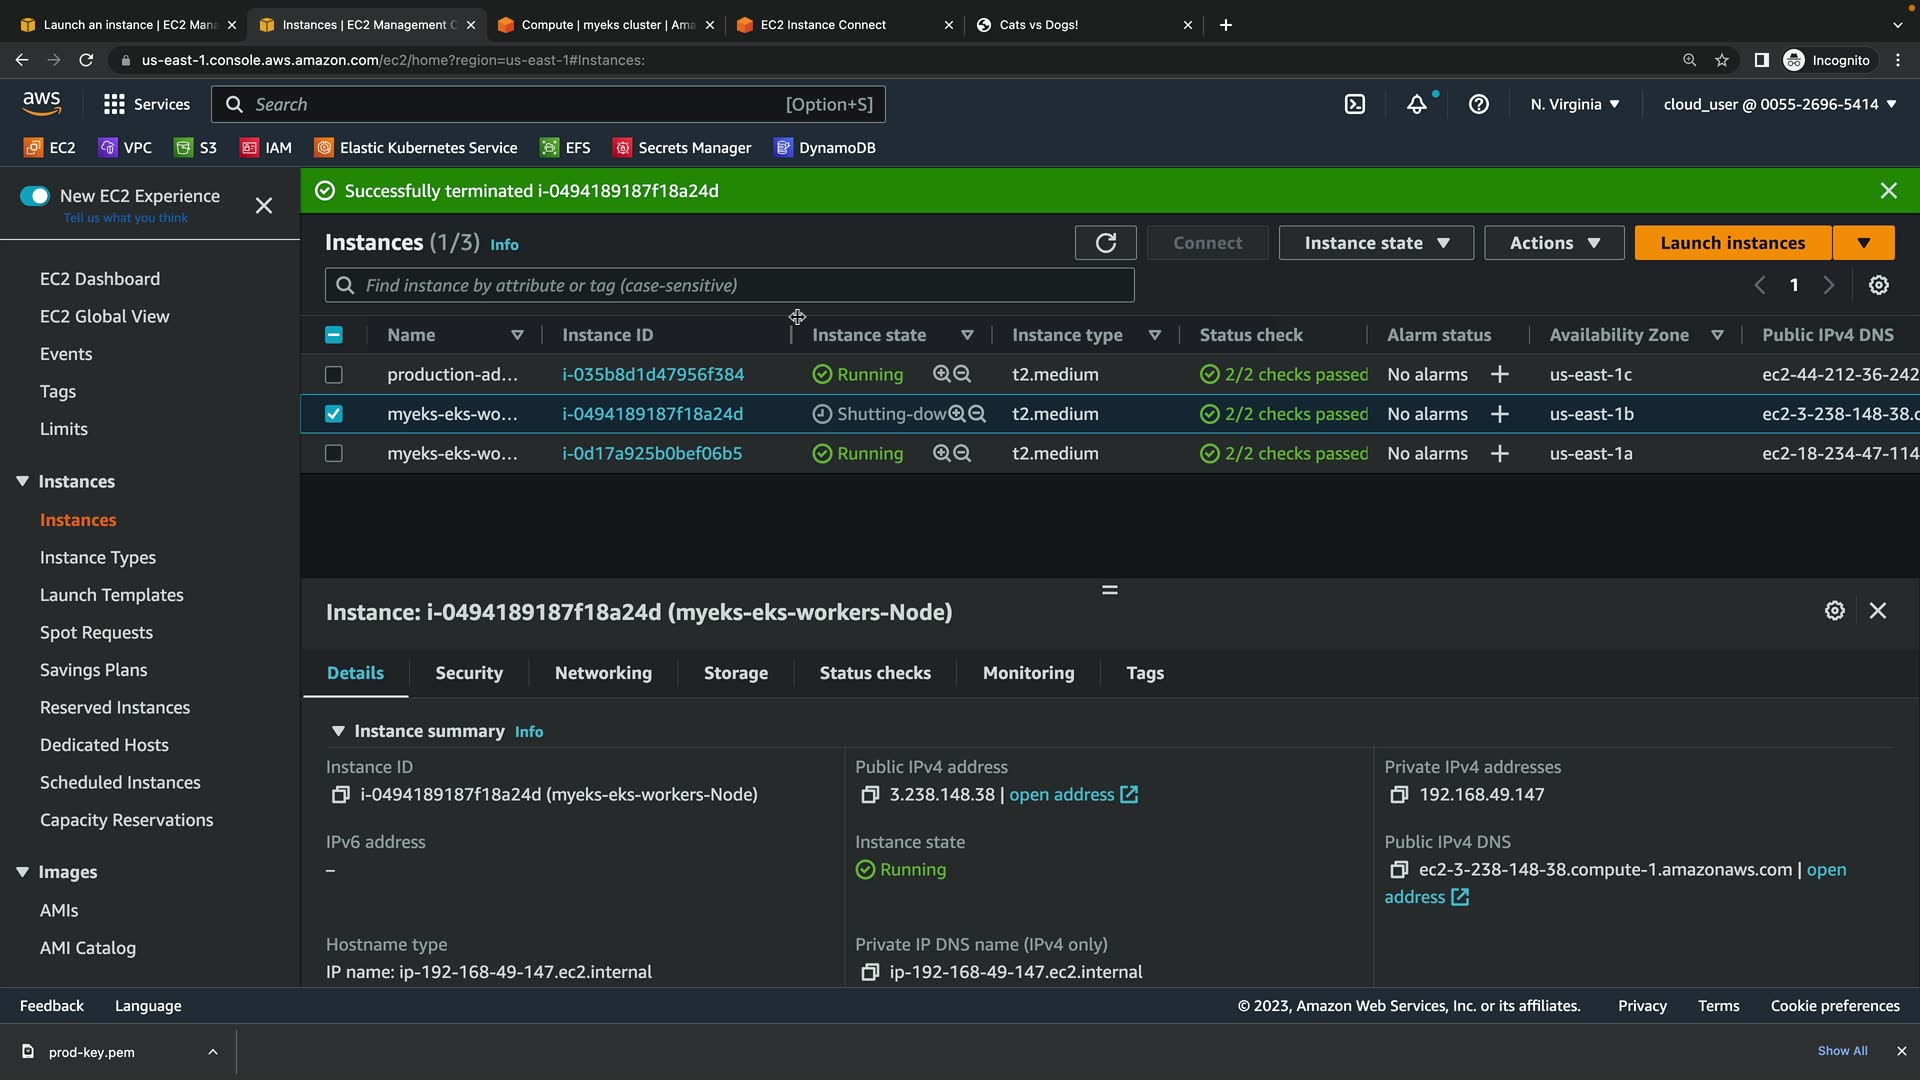 Launch an instance | EC2 Mana
Instances | EC2 Management C
Compute | myeks cluster | Ama
EC2 Instance Connect
Cats vs Dogs!
us-east-1.console.aws.amazon.com/ec2/home?region=us-east-1#Instances:
Incognito
aws
Services
Search
[Option+S]
N. Virginia
cloud_user @ 0055-2696-5414
EC2
VPC
S3
IAM
Elastic Kubernetes Service
EFS
Secrets Manager
DynamoDB
New EC2 Experience
Tell us what you think
EC2 Dashboard
EC2 Global View
Events
Tags
Limits
Instances
Instances
Instance Types
Launch Templates
Spot Requests
Savings Plans
Reserved Instances
Dedicated Hosts
Scheduled Instances
Capacity Reservations
Images
AMIs
AMI Catalog
Successfully terminated i-0494189187f18a24d
Instances (1/3) Info
Connect
Instance state
Actions
Launch instances
Find instance by attribute or tag (case-sensitive)
1
Name Instance ID Instance state Instance type Status check Alarm status Availability Zone Public IPv4 DNS
production-ad... i-035b8d1d47956f384 Running t2.medium 2/2 checks passed No alarms us-east-1c ec2-44-212-36-242
myeks-eks-wo... i-0494189187f18a24d Shutting-dow t2.medium 2/2 checks passed No alarms us-east-1b ec2-3-238-148-38.c
myeks-eks-wo... i-0d17a925b0bef06b5 Running t2.medium 2/2 checks passed No alarms us-east-1a ec2-18-234-47-114
Instance: i-0494189187f18a24d (myeks-eks-workers-Node)
Details Security Networking Storage Status checks Monitoring Tags
Instance summary Info
Instance ID
i-0494189187f18a24d (myeks-eks-workers-Node)
Public IPv4 address
3.238.148.38 | open address
Private IPv4 addresses
192.168.49.147
IPv6 address
–
Instance state
Running
Public IPv4 DNS
ec2-3-238-148-38.compute-1.amazonaws.com | open
address
Hostname type
IP name: ip-192-168-49-147.ec2.internal
Private IP DNS name (IPv4 only)
ip-192-168-49-147.ec2.internal
Feedback
Language
© 2023, Amazon Web Services, Inc. or its affiliates.
Privacy
Terms
Cookie preferences
prod-key.pem
Show All